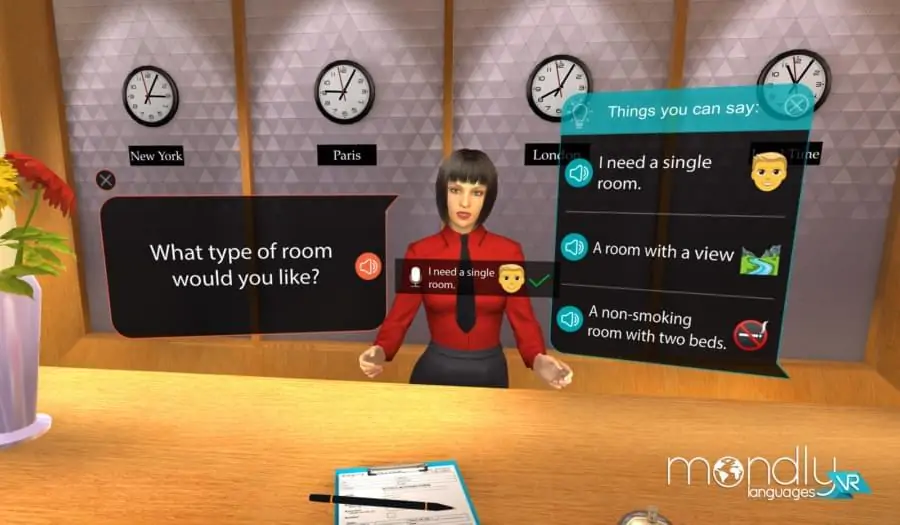 New York
Paris
London
Time
What type of room
would you like?
I need a single
room.
Things you can say:
I need a single
room.
A room with a view
A non-smoking
room with two beds.
mondly
languages VR